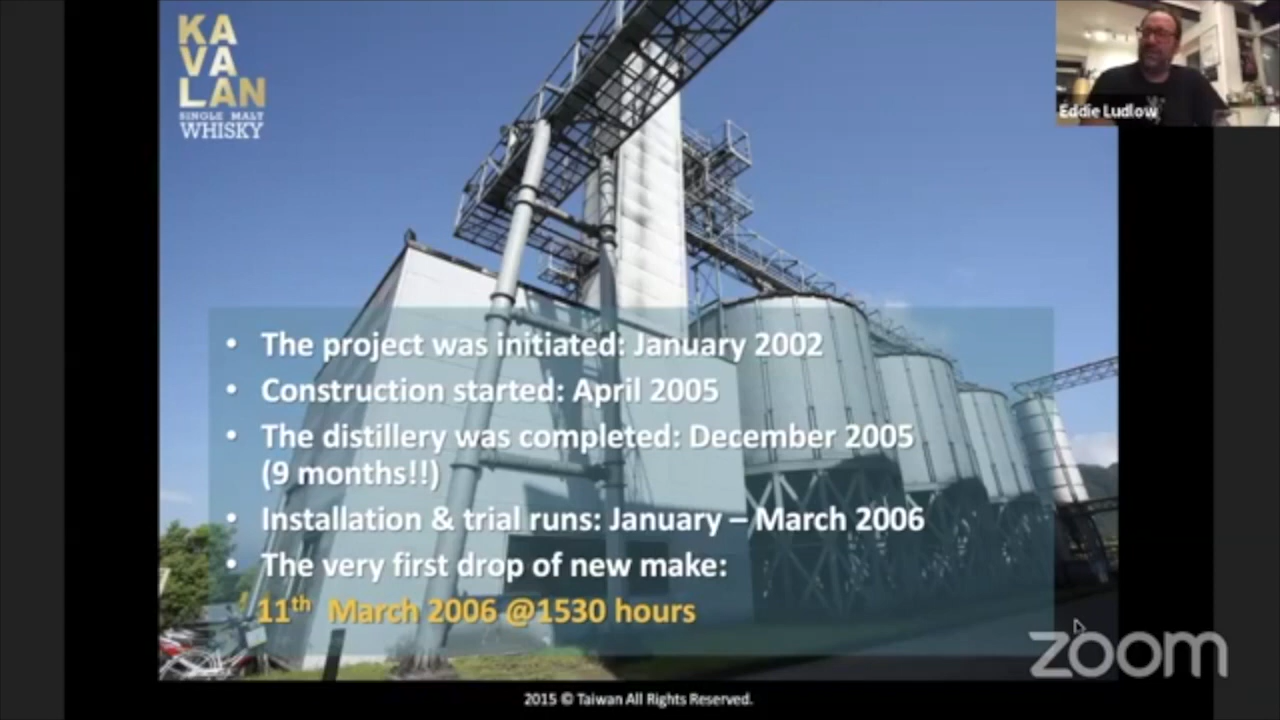 KA
VA
LAN
SINGLE MALT
WHISKY
Eddie Ludlow
• The project was initiated: January 2002
• Construction started: April 2005
• The distillery was completed: December 2005
(9 months!!)
• Installation & trial runs: January – March 2006
• The very first drop of new make:
11th March 2006 @1530 hours
zoom
2015 © Taiwan All Rights Reserved.